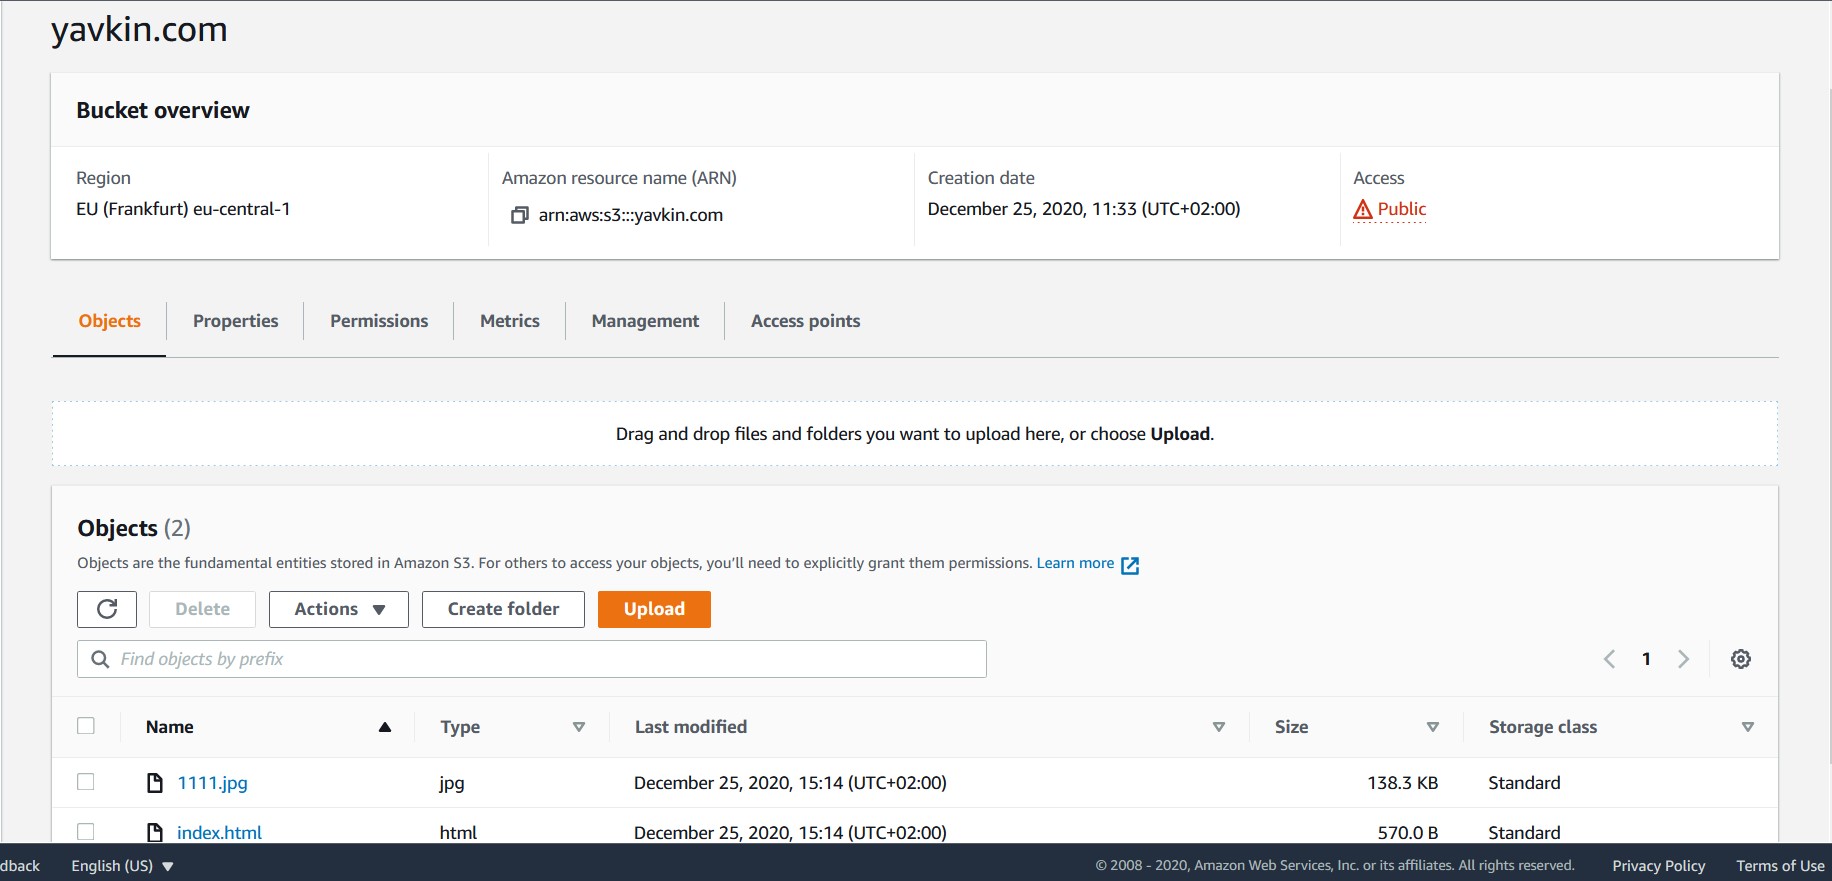 yavkin.com
Bucket overview
Region
EU (Frankfurt) eu-central-1
Amazon resource name (ARN)
arn:aws:s3:::yavkin.com
Creation date
December 25, 2020, 11:33 (UTC+02:00)
Access
Public
Objects Properties Permissions Metrics Management Access points
Drag and drop files and folders you want to upload here, or choose Upload.
Objects (2)
Objects are the fundamental entities stored in Amazon S3. For others to access your objects, you'll need to explicitly grant them permissions. Learn more
Delete Actions Create folder Upload
Find objects by prefix 1
Name Type Last modified Size Storage class
1111.jpg jpg December 25, 2020, 15:14 (UTC+02:00) 138.3 KB Standard
index.html html December 25, 2020, 15:14 (UTC+02:00) 570.0 B Standard
dback English (US) © 2008 - 2020, Amazon Web Services, Inc. or its affiliates. All rights reserved. Privacy Policy Terms of Use